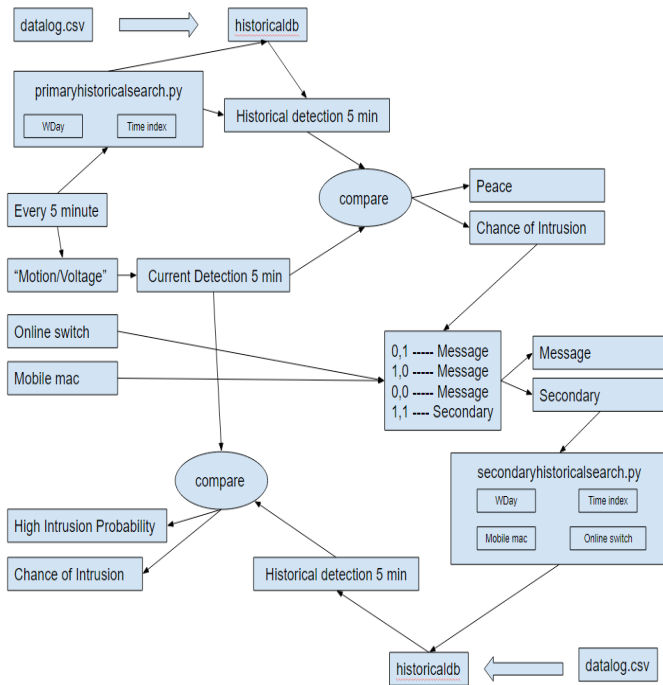 datalog.csv
historicaldb
primaryhistoricalsearch.py
WDay
Time index
Historical detection 5 min
compare
Peace
Every 5 minute
Chance of Intrusion
“Motion/Voltage”
Current Detection 5 min
Online switch
Mobile mac
0,1 ----- Message
1,0 ----- Message
0,0 ----- Message
1,1 ---- Secondary
Message
Secondary
compare
secondaryhistoricalsearch.py
WDay
Time index
Mobile mac
Online switch
High Intrusion Probability
Chance of Intrusion
Historical detection 5 min
historicaldb
datalog.csv